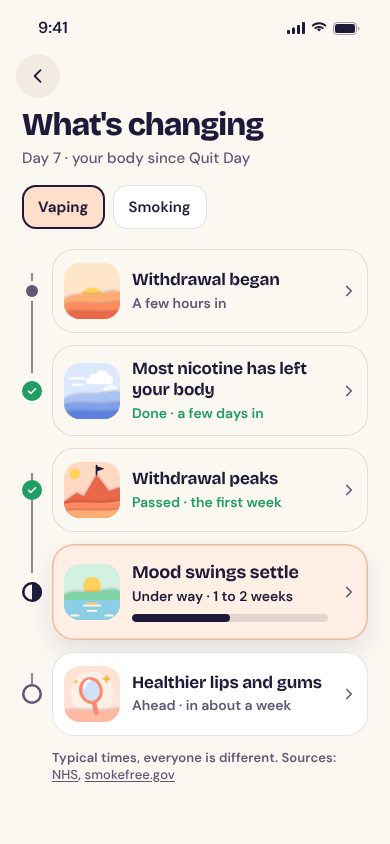 9:41
What's changing
Day 7 · your body since Quit Day
Vaping
Smoking
Withdrawal began
A few hours in
Most nicotine has left
your body
Done · a few days in
Withdrawal peaks
Passed · the first week
Mood swings settle
Under way · 1 to 2 weeks
Healthier lips and gums
Ahead · in about a week
Typical times, everyone is different. Sources:
NHS, smokefree.gov